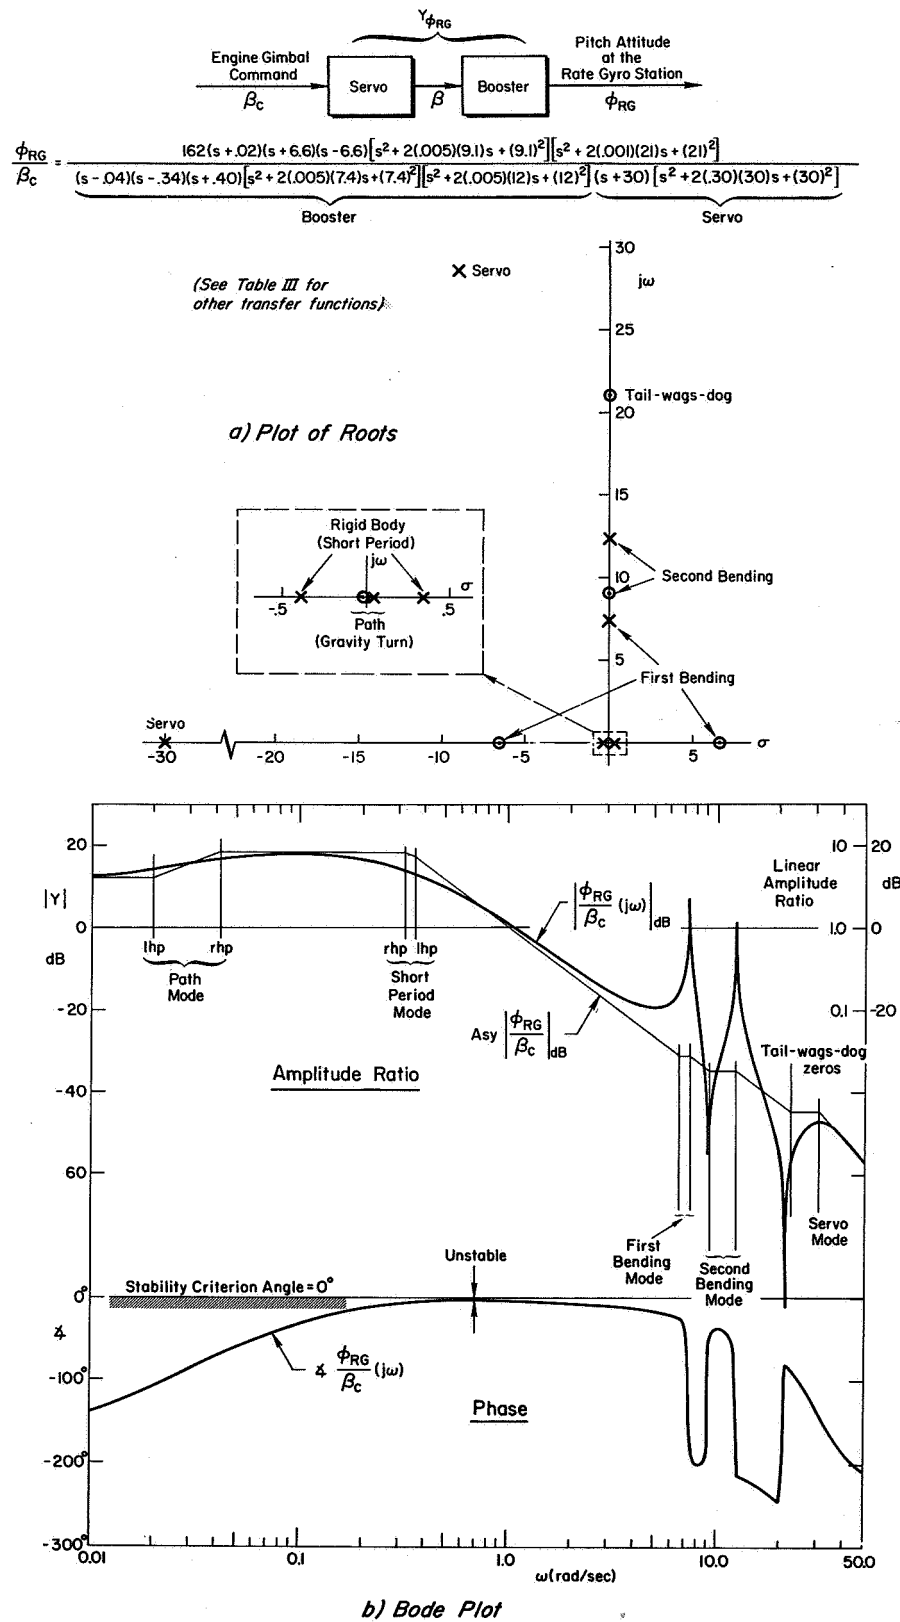 Y_φRG
Engine Gimbal
Command
β_C
Servo
β
Booster
Pitch Attitude
at the
Rate Gyro Station
φ_RG
φ_RG / β_C = 162(s + .02)(s + 6.6)(s - 6.6)[s² + 2(.005)(9.1)s + (9.1)²][s² + 2(.001)(21)s + (21)²]
(s - .04)(s - .34)(s + .40)[s² + 2(.005)(7.4)s + (7.4)²][s² + 2(.005)(12)s + (12)²](s + 30)[s² + 2(.30)(30)s + (30)²]
Booster
Servo
(See Table III for
other transfer functions)
Servo
30
jω
25
Tail-wags-dog
20
a) Plot of Roots
15
Rigid Body
(Short Period)
jω
σ
-.5
.5
Path
(Gravity Turn)
10
Second Bending
5
First Bending
Servo
-30
-20
-15
-10
-5
5
σ
20
|Y|
0
dB
-20
-40
60
lhp
rhp
Path
Mode
rhp
lhp
Short
Period
Mode
|φ_RG / β_C (jω)|dB
Asy |φ_RG / β_C|dB
Linear
Amplitude
Ratio
10
20
dB
1.0
0
0.1
-20
Tail-wags-dog
zeros
Amplitude Ratio
First
Bending
Mode
Second
Bending
Mode
Servo
Mode
Unstable
Stability Criterion Angle = 0°
0°
∡
-100°
-200°
-300°
∡ φ_RG / β_C (jω)
Phase
0.01
0.1
1.0
10.0
50.0
ω(rad/sec)
b) Bode Plot